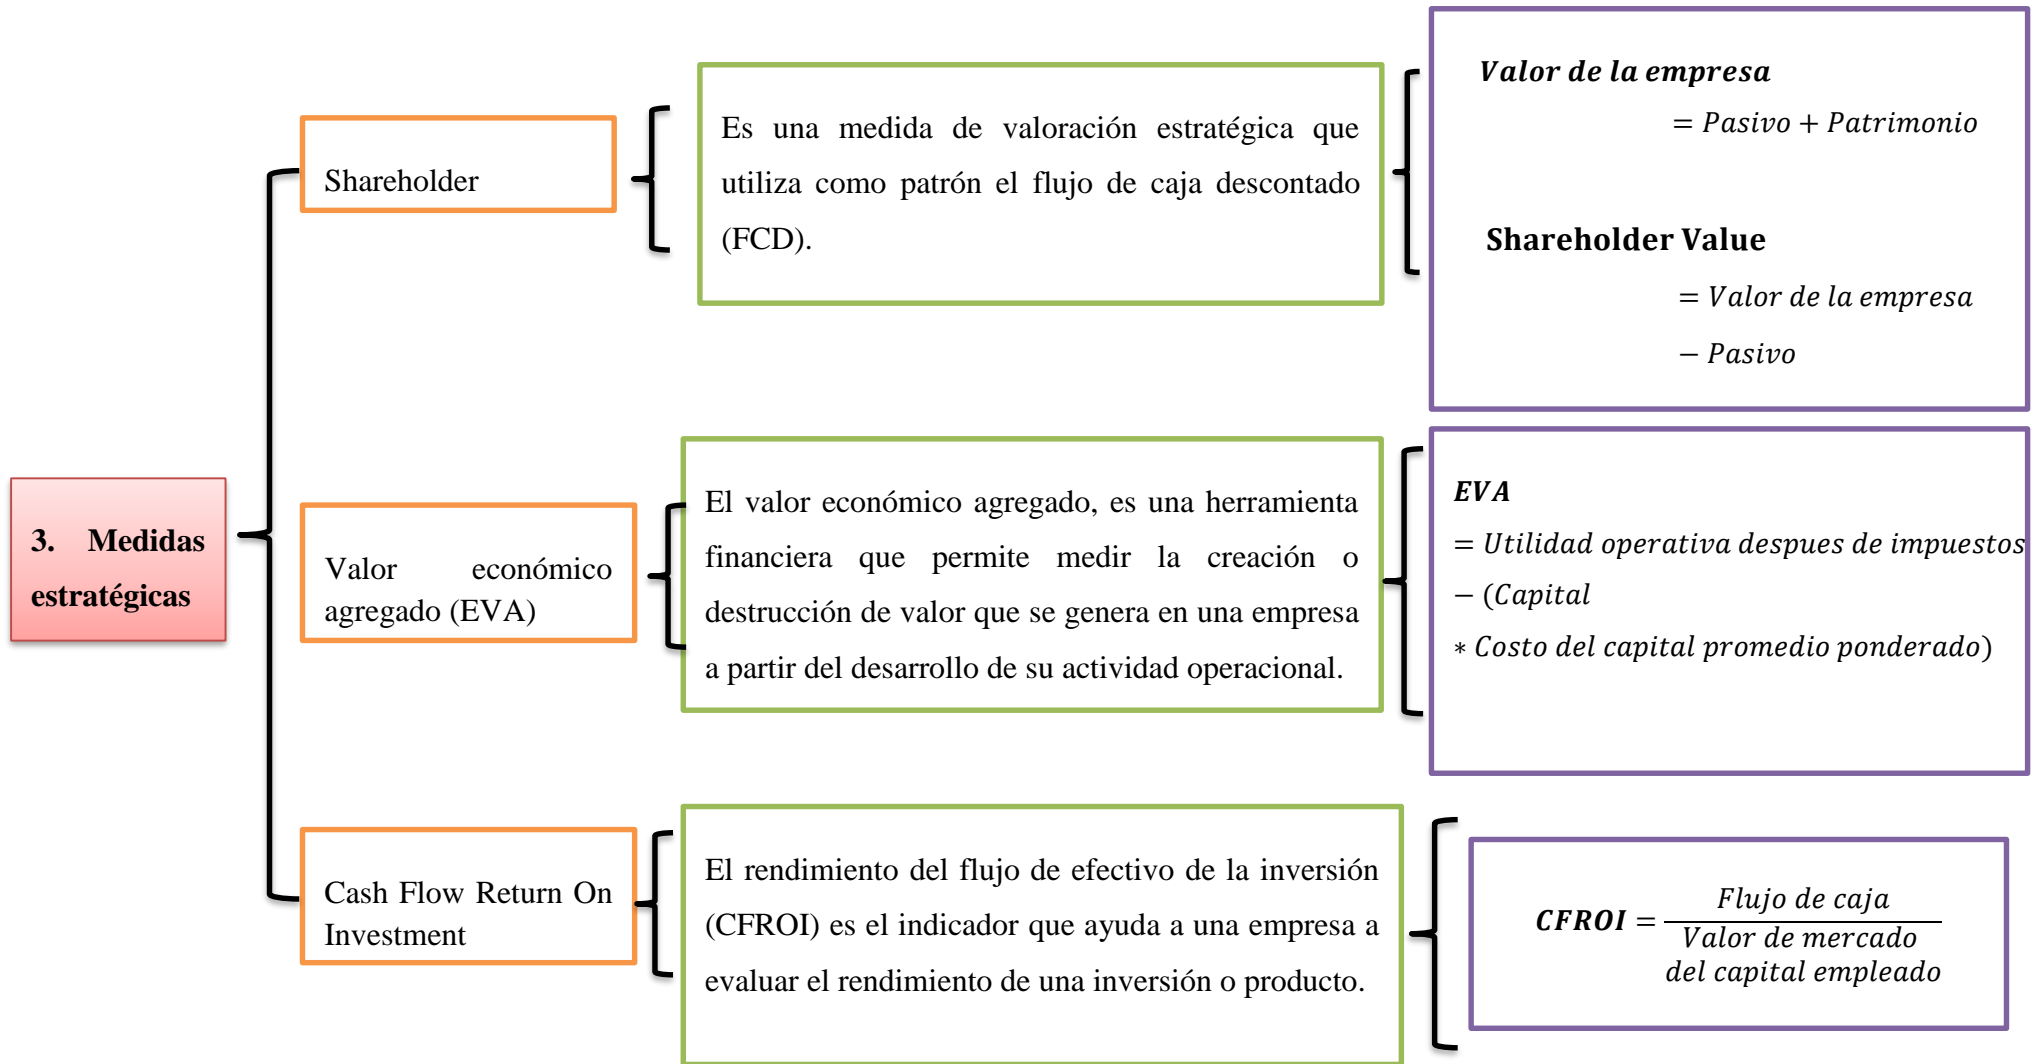 3. Medidas
estratégicas
Shareholder
Es una medida de valoración estratégica que
utiliza como patrón el flujo de caja descontado
(FCD).
Valor de la empresa
= Pasivo + Patrimonio
Shareholder Value
= Valor de la empresa
− Pasivo
Valor económico
agregado (EVA)
El valor económico agregado, es una herramienta
financiera que permite medir la creación o
destrucción de valor que se genera en una empresa
a partir del desarrollo de su actividad operacional.
EVA
= Utilidad operativa despues de impuestos
− (Capital
* Costo del capital promedio ponderado)
Cash Flow Return On
Investment
El rendimiento del flujo de efectivo de la inversión
(CFROI) es el indicador que ayuda a una empresa a
evaluar el rendimiento de una inversión o producto.
Flujo de caja
CFROI =
Valor de mercado
del capital empleado